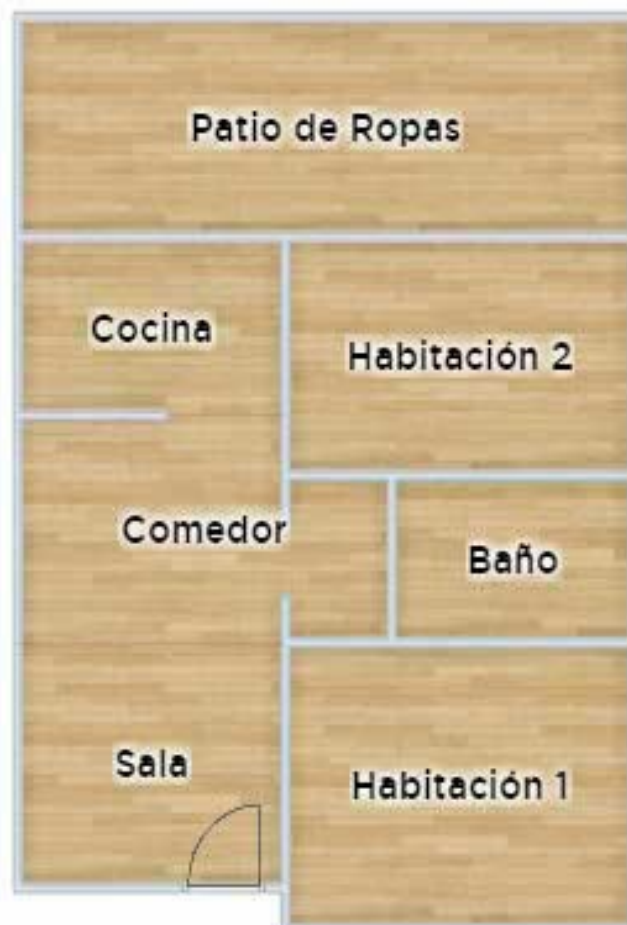 Patio de Ropas
Cocina
Habitación 2
Comedor
Baño
Sala
Habitación 1